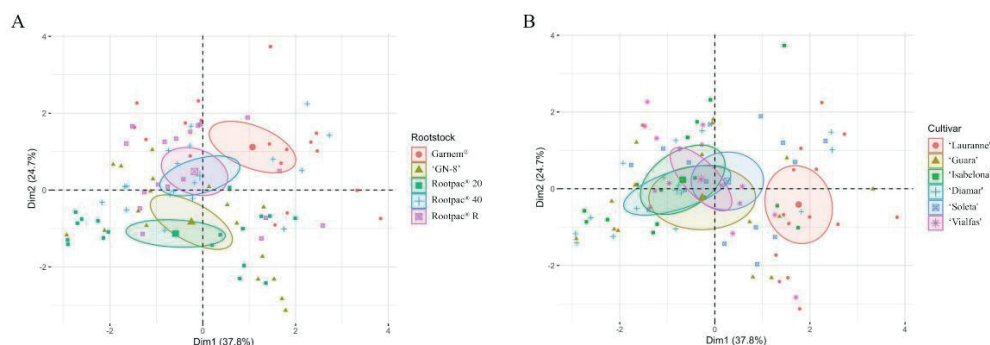 A
B
4
2
0
-2
Dim2 (24.7%)
-2
0
2
4
Dim1 (37.8%)
Rootstock
Garnem®
'GN-8'
Rootpac® 20
Rootpac® 40
Rootpac® R
4
2
0
-2
Dim2 (24.7%)
-2
0
2
4
Dim1 (37.8%)
Cultivar
'Lauranne'
'Guara'
'Isabelona'
'Diamar'
'Soleta'
'Vialfas'